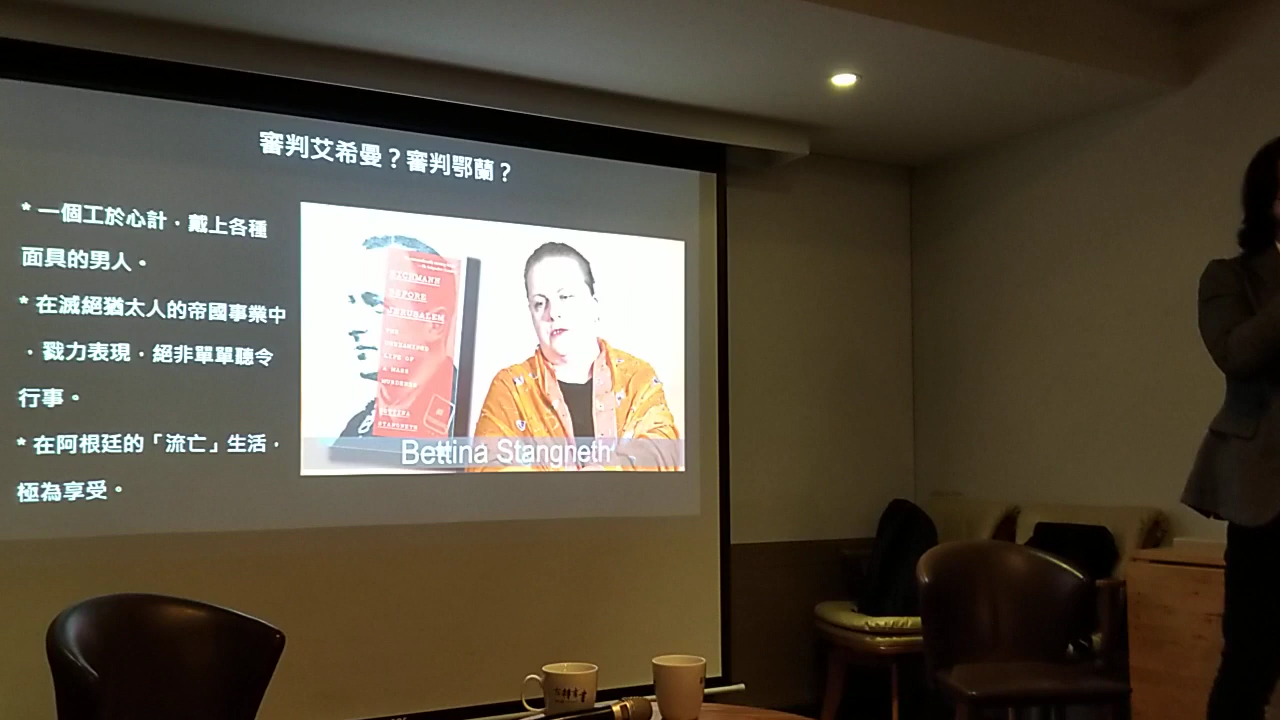 審判艾希曼？審判鄂蘭？
* 一個工於心計，戴上各種
面具的男人。
* 在滅絕猶太人的帝國事業中
，戮力表現，絕非單單聽令
行事。
* 在阿根廷的「流亡」生活，
極為享受。
EICHMANN
BEFORE
JERUSALEM
THE
UNEXAMINED
LIFE OF
A MASS
MURDERER
BETTINA
STANGNETH
Bettina Stangneth